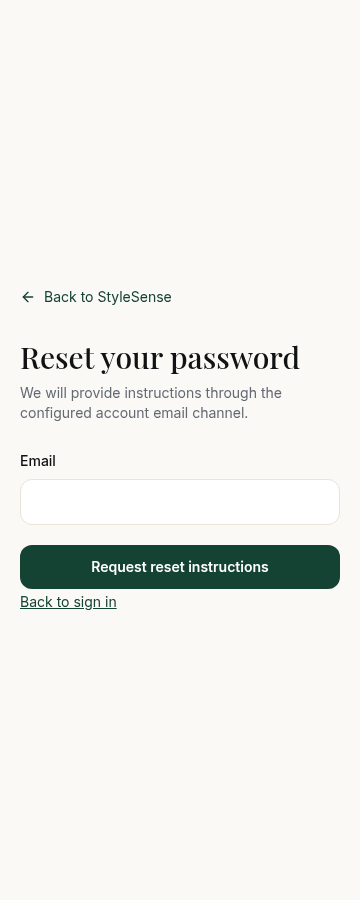 Back to StyleSense
Reset your password
We will provide instructions through the
configured account email channel.
Email
Request reset instructions
Back to sign in